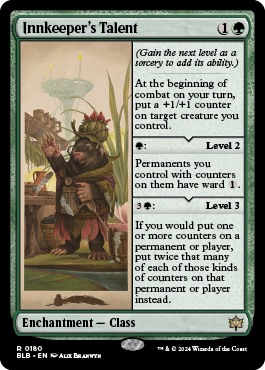 Innkeeper's Talent 1
(Gain the next level as a
sorcery to add its ability.)
At the beginning of
combat on your turn,
put a +1/+1 counter
on target creature you
control.
: Level 2
Permanents you
control with counters
on them have ward 1.
3 : Level 3
If you would put one
or more counters on a
permanent or player,
put twice that many
of each of those kinds
of counters on that
permanent or player
instead.
Enchantment — Class
R 0180
BLB • EN Alix Branwyn
™ & © 2024 Wizards of the Coast